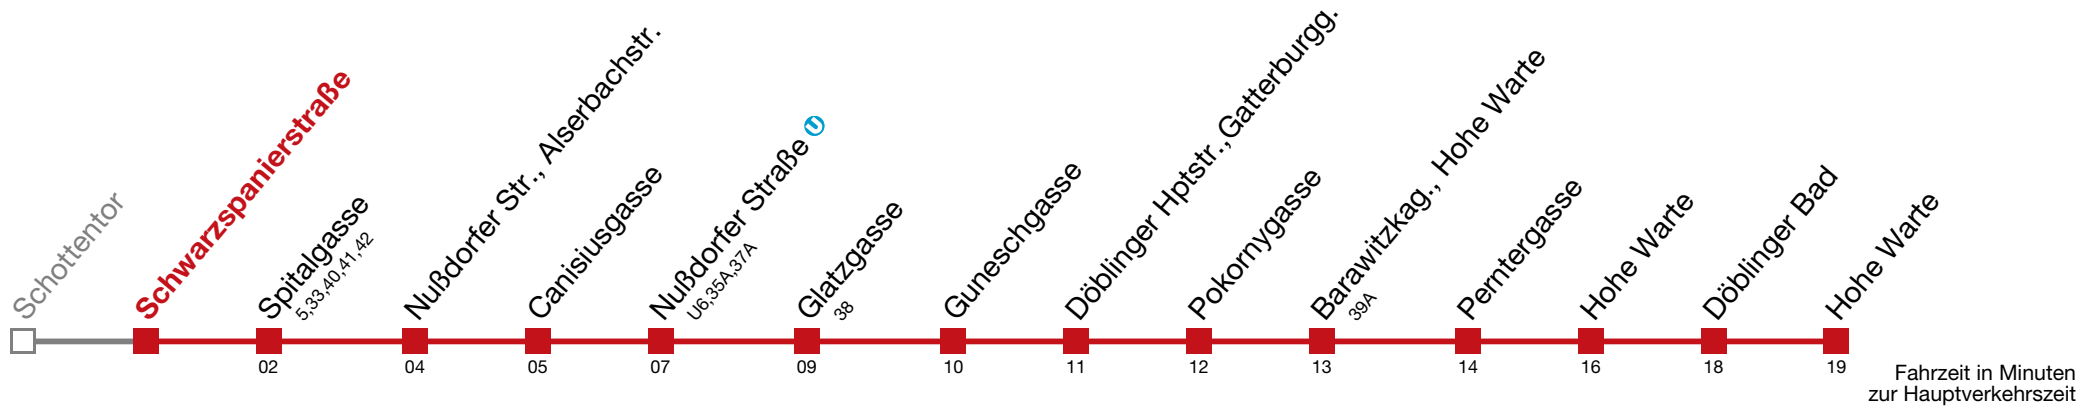 Schottentor
Schwarzspanierstraße
Spitalgasse
5,33,40,41,42
Nußdorfer Str., Alserbachstr.
Canisiusgasse
Nußdorfer Straße U
U6,35A,37A
Glatzgasse
38
Guneschgasse
Döblinger Hptstr.,Gatterburgg.
Pokornygasse
Barawitzkag., Hohe Warte
39A
Perntergasse
Hohe Warte
Döblinger Bad
Hohe Warte
02 04 05 07 09 10 11 12 13 14 16 18 19
Fahrzeit in Minuten
zur Hauptverkehrszeit